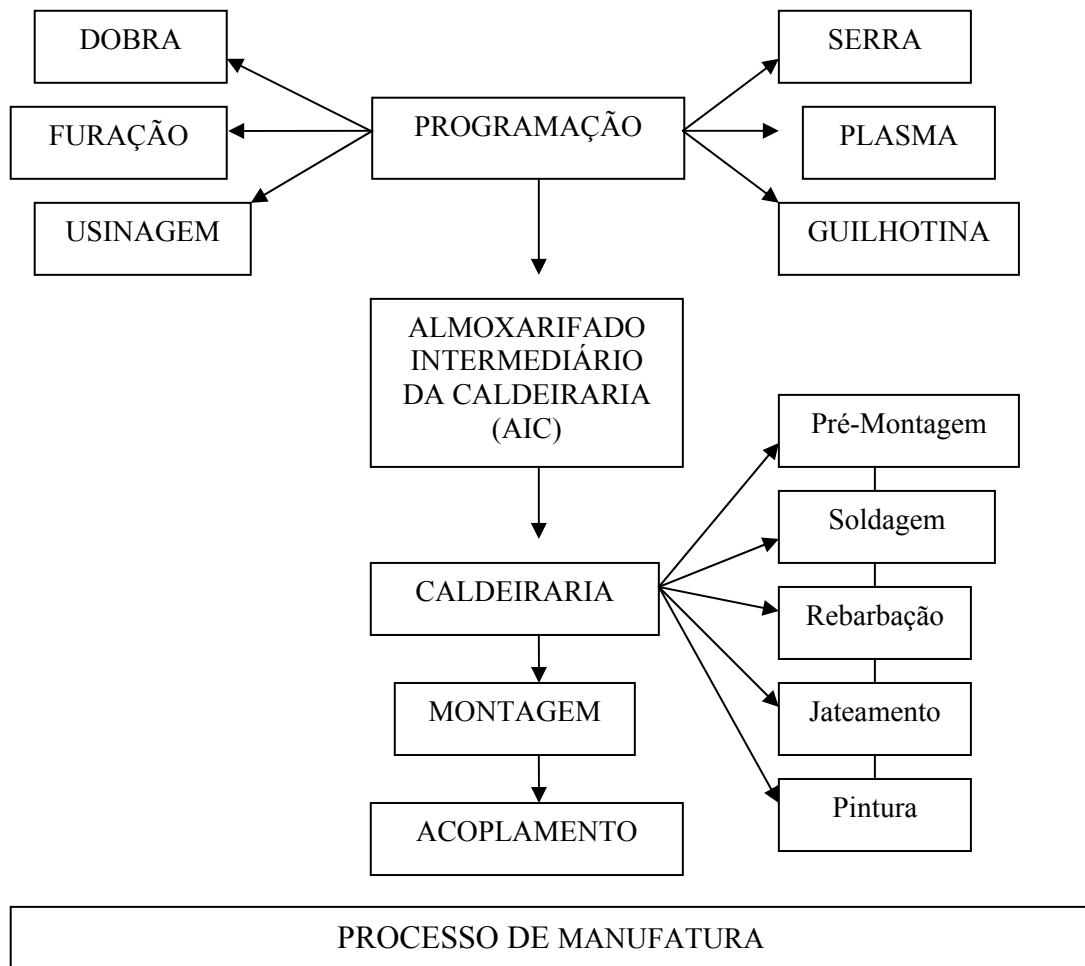 DOBRA
SERRA
PROGRAMAÇÃO
FURAÇÃO
PLASMA
USINAGEM
GUILHOTINA
ALMOXARIFADO
INTERMEDIÁRIO
DA CALDEIRARIA
(AIC)
Pré-Montagem
Soldagem
CALDEIRARIA
Rebarbação
MONTAGEM
Jateamento
ACOPLAMENTO
Pintura
PROCESSO DE MANUFATURA